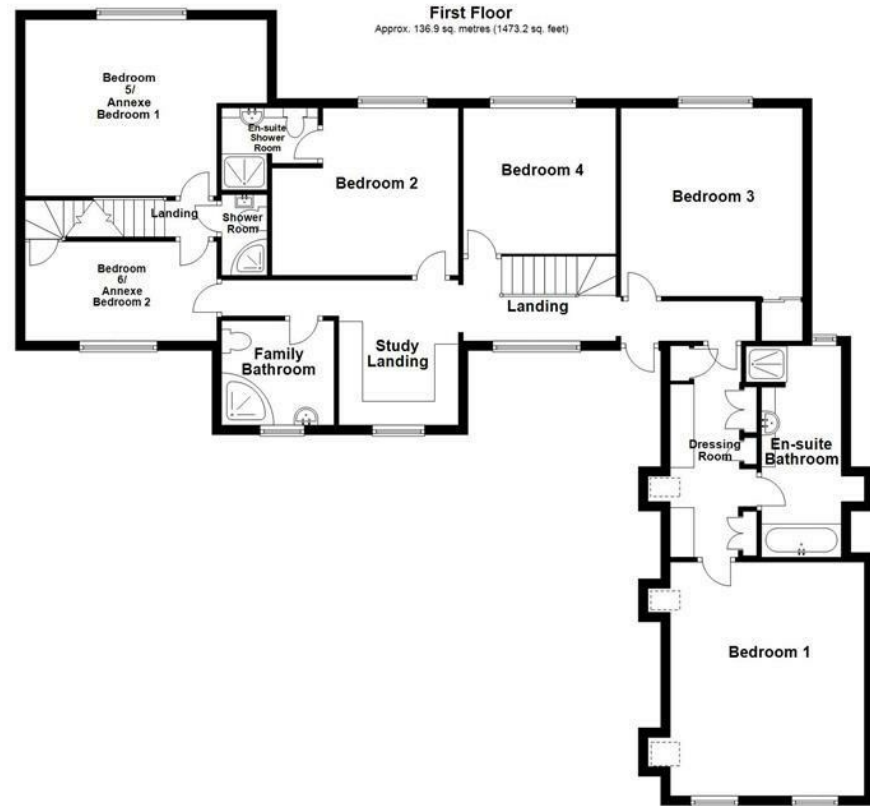 First Floor
Approx. 136.9 sq. metres (1473.2 sq. feet)
Bedroom
5/
Annexe
Bedroom 1
En-suite
Shower
Room
Bedroom 2
Bedroom 4
Bedroom 3
Landing
Shower
Room
Bedroom
6/
Annexe
Bedroom 2
Landing
Family
Bathroom
Study
Landing
Dressing
Room
En-suite
Bathroom
Bedroom 1